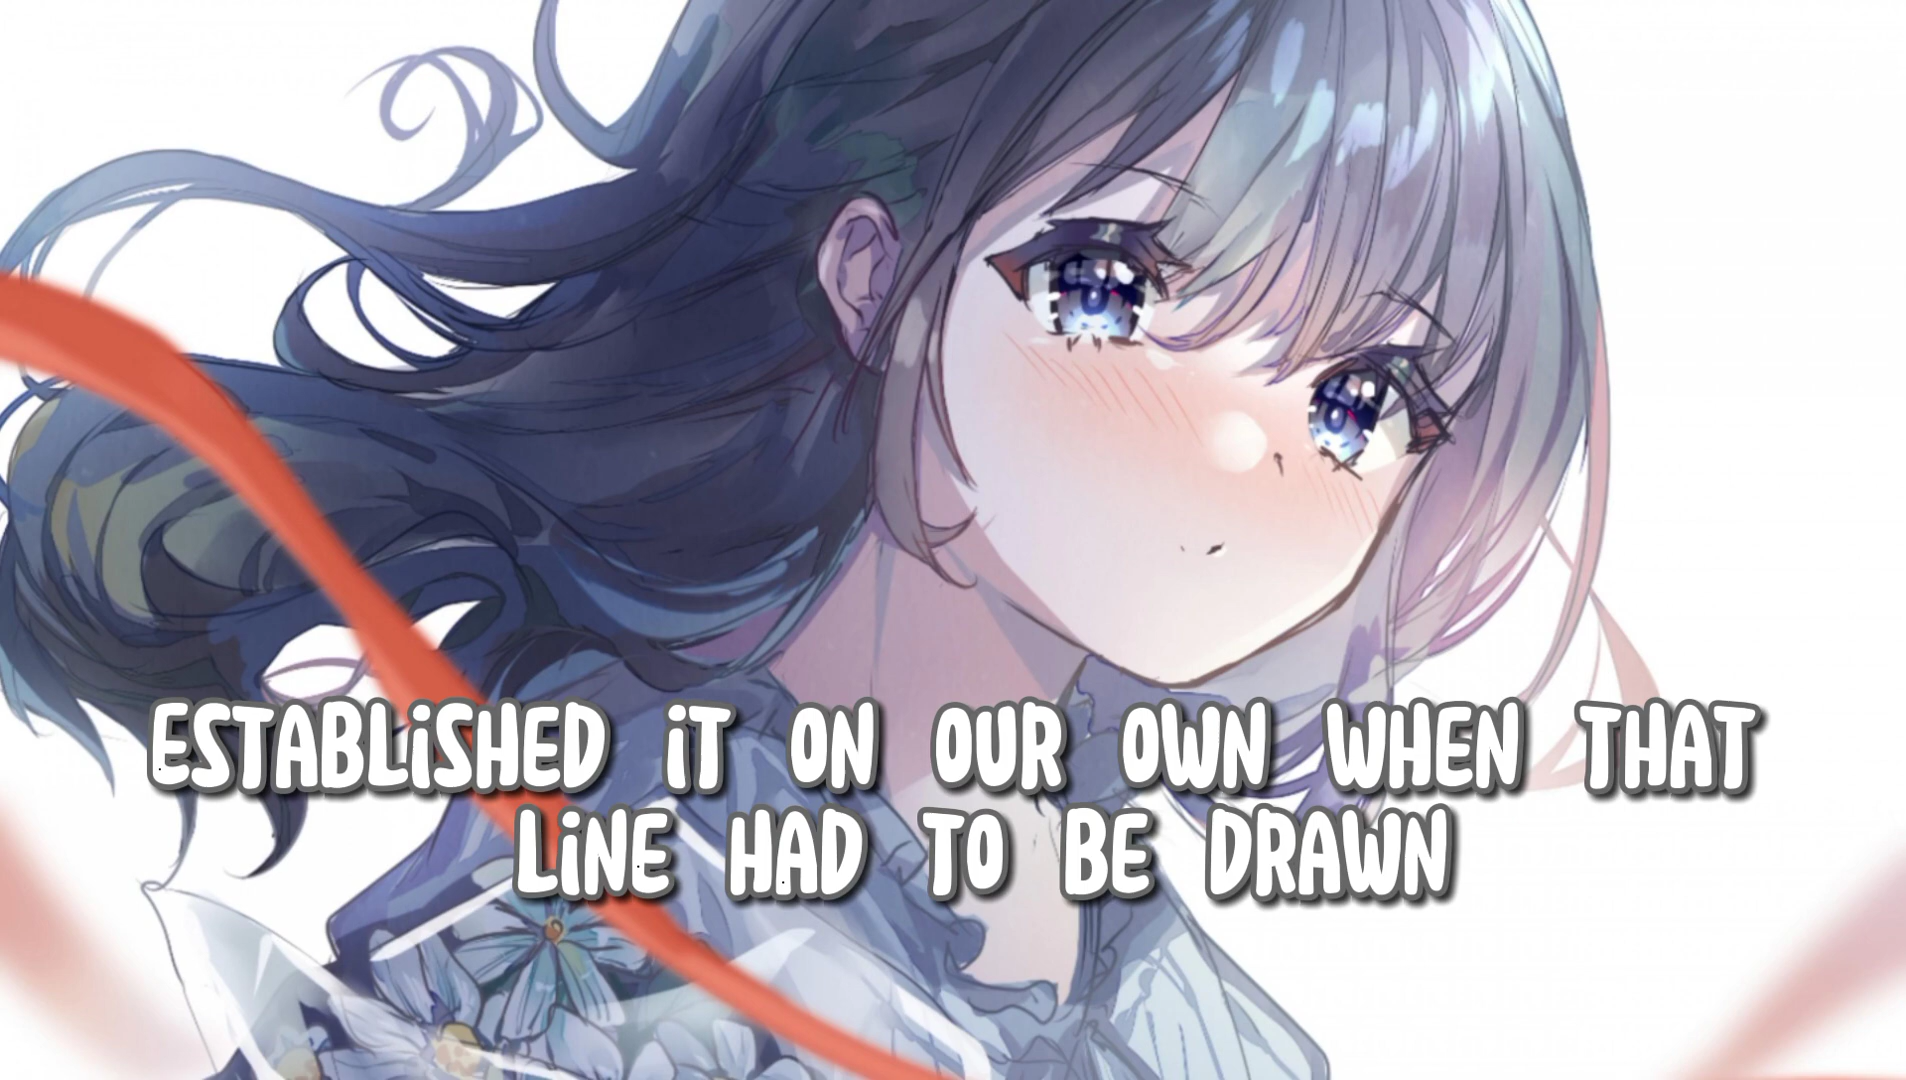 ESTABLiSHED iT ON OUR OWN WHEN THAT
LiNE HAD TO BE DRAWN